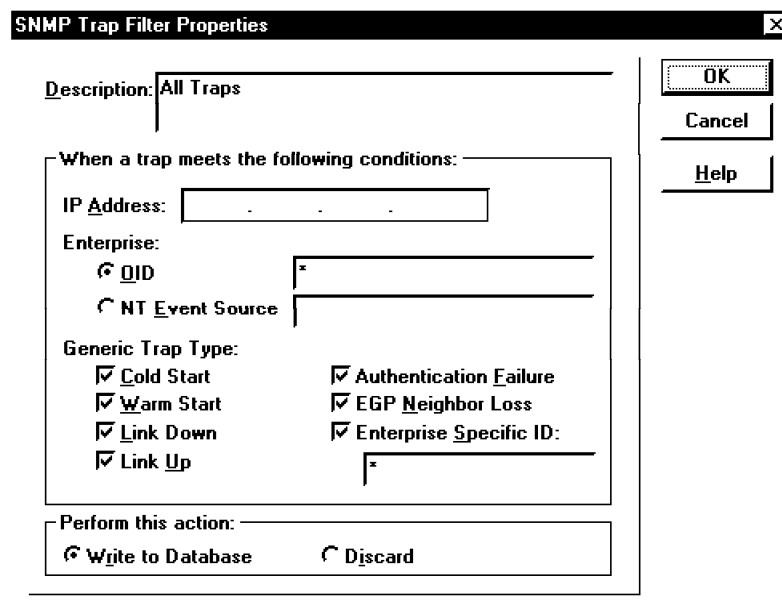 SNMP Trap Filter Properties
Description: All Traps
OK
Cancel
Help
When a trap meets the following conditions:
IP Address: . . .
Enterprise:
OID *
NT Event Source
Generic Trap Type:
Cold Start Authentication Failure
Warm Start EGP Neighbor Loss
Link Down Enterprise Specific ID:
Link Up *
Perform this action:
Write to Database Discard